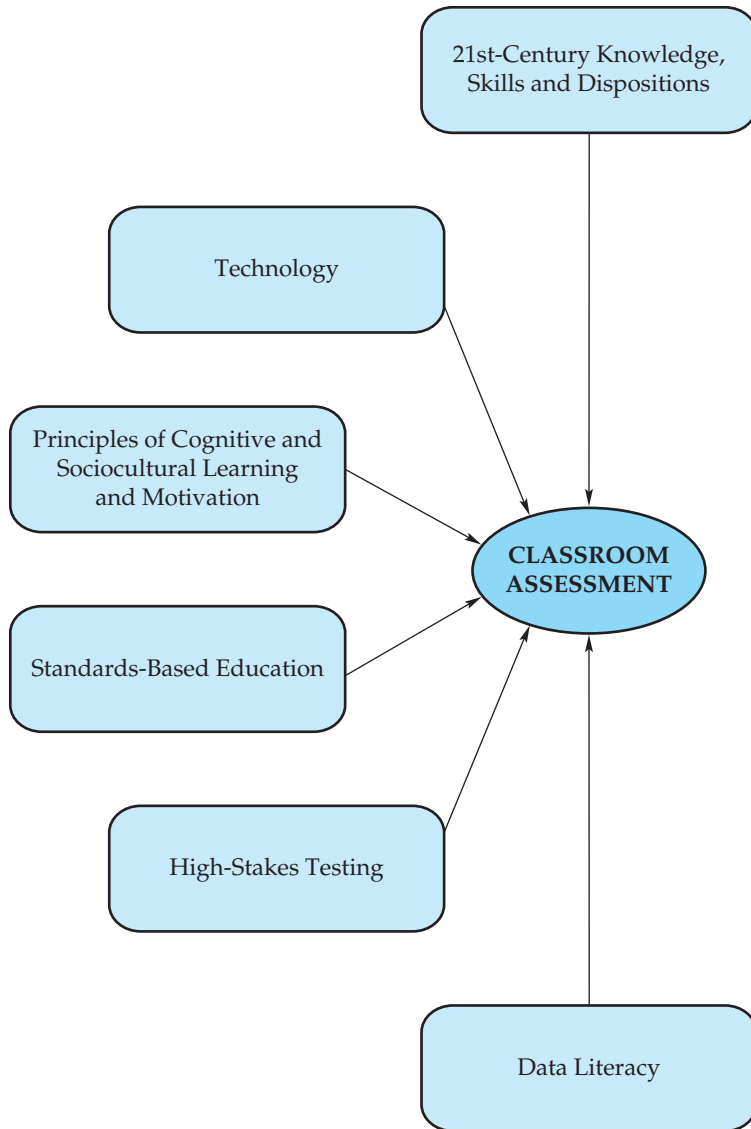 21st-Century Knowledge,
Skills and Dispositions
Technology
Principles of Cognitive and
Sociocultural Learning
and Motivation
CLASSROOM
ASSESSMENT
Standards-Based Education
High-Stakes Testing
Data Literacy